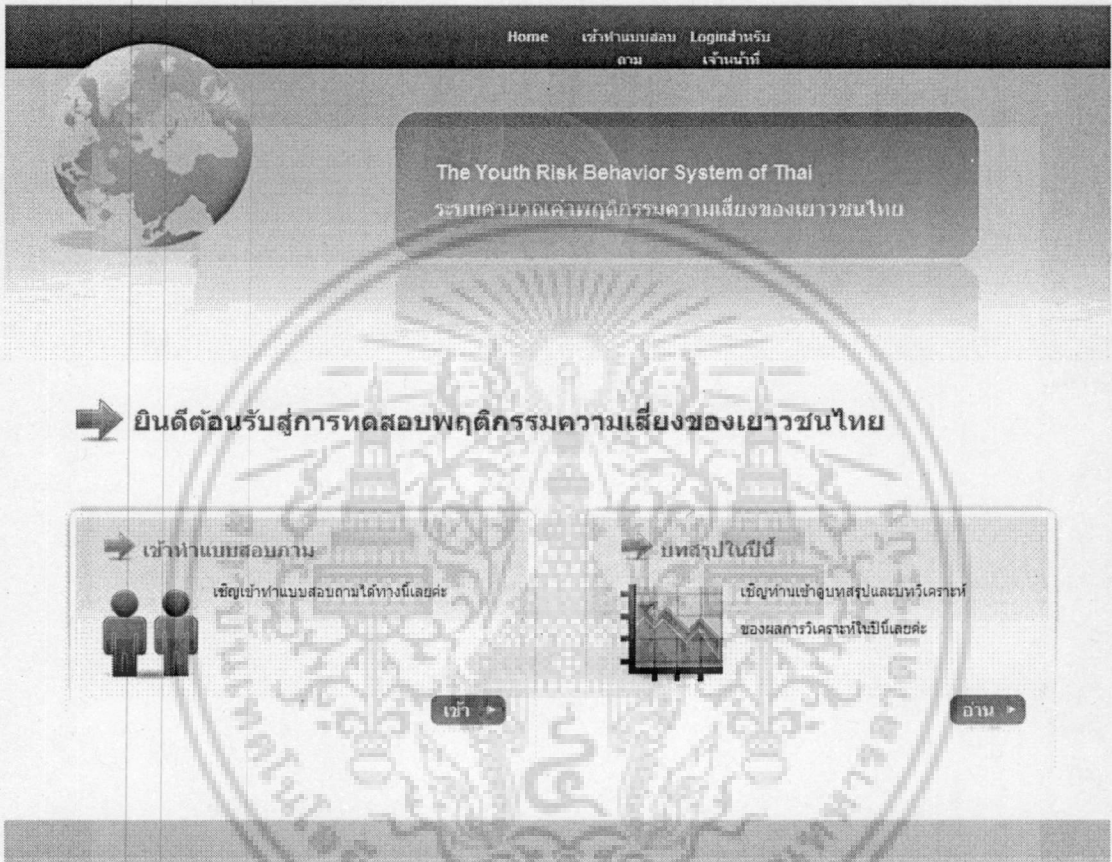 Home เข้าทำแบบสอบ Loginสำหรับ
ถาม เจ้าหน้าที่
The Youth Risk Behavior System of Thai
ระบบคำนวณค่าพฤติกรรมความเสี่ยงของเยาวชนไทย
ยินดีต้อนรับสู่การทดสอบพฤติกรรมความเสี่ยงของเยาวชนไทย
เข้าทำแบบสอบถาม
เชิญเข้าทำแบบสอบถามได้ทางนี้เลยค่ะ
เข้า
บทสรุปในปีนี้
เชิญท่านเข้าดูบทสรุปและบทวิเคราะห์
ของผลการวิเคราะห์ในปีนี้เลยค่ะ
อ่าน